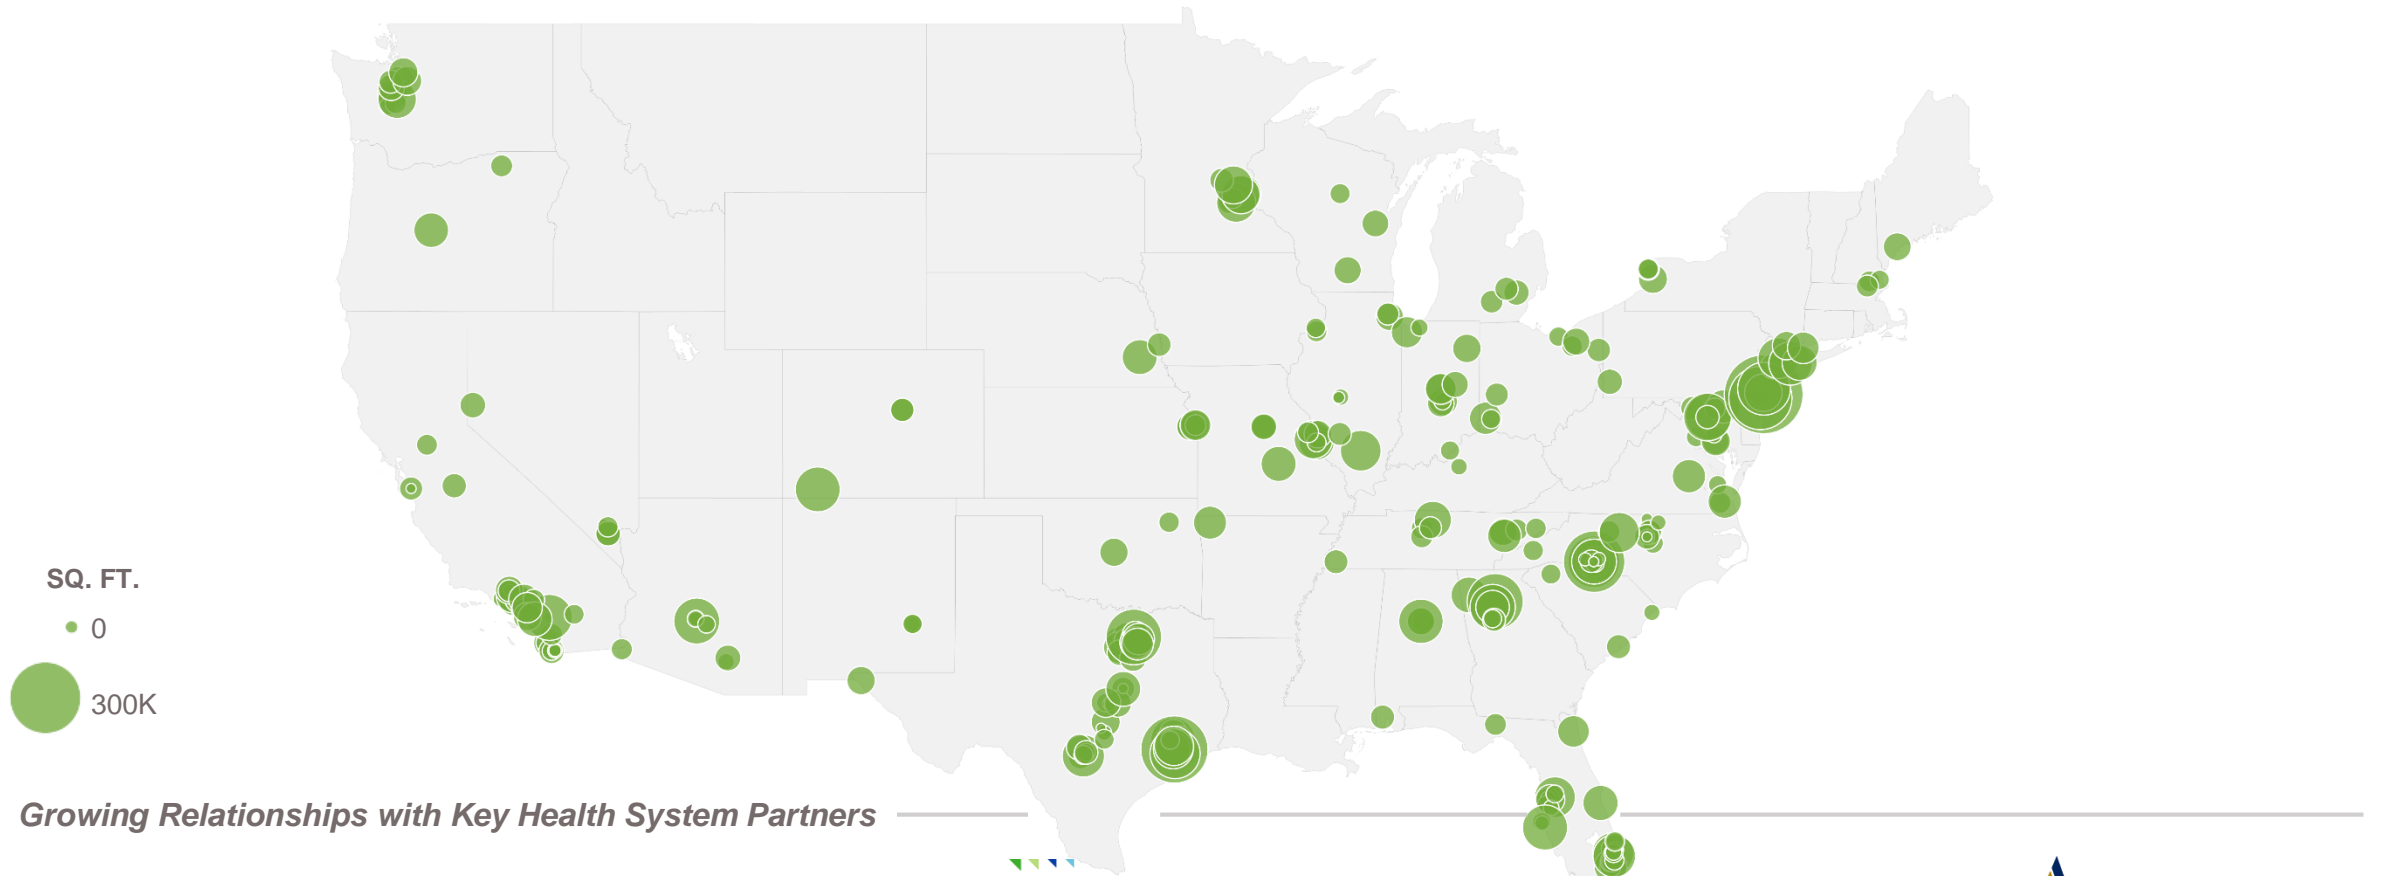 SQ. FT.
0
300K
Growing Relationships with Key Health System Partners